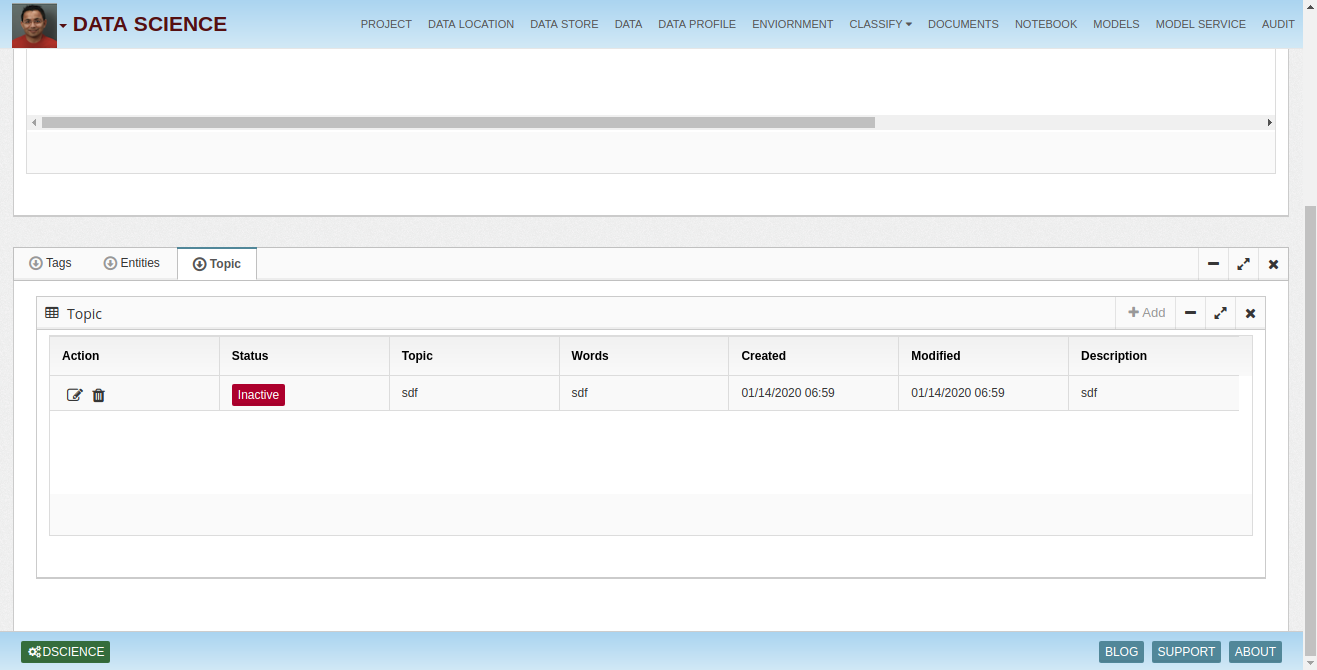 DATA SCIENCE PROJECT DATA LOCATION DATA STORE DATA DATA PROFILE ENVIORNMENT CLASSIFY DOCUMENTS NOTEBOOK MODELS MODEL SERVICE AUDIT
Tags Entities Topic
Topic Add
Action Status Topic Words Created Modified Description
Inactive sdf sdf 01/14/2020 06:59 01/14/2020 06:59 sdf
DSCIENCE BLOG SUPPORT ABOUT